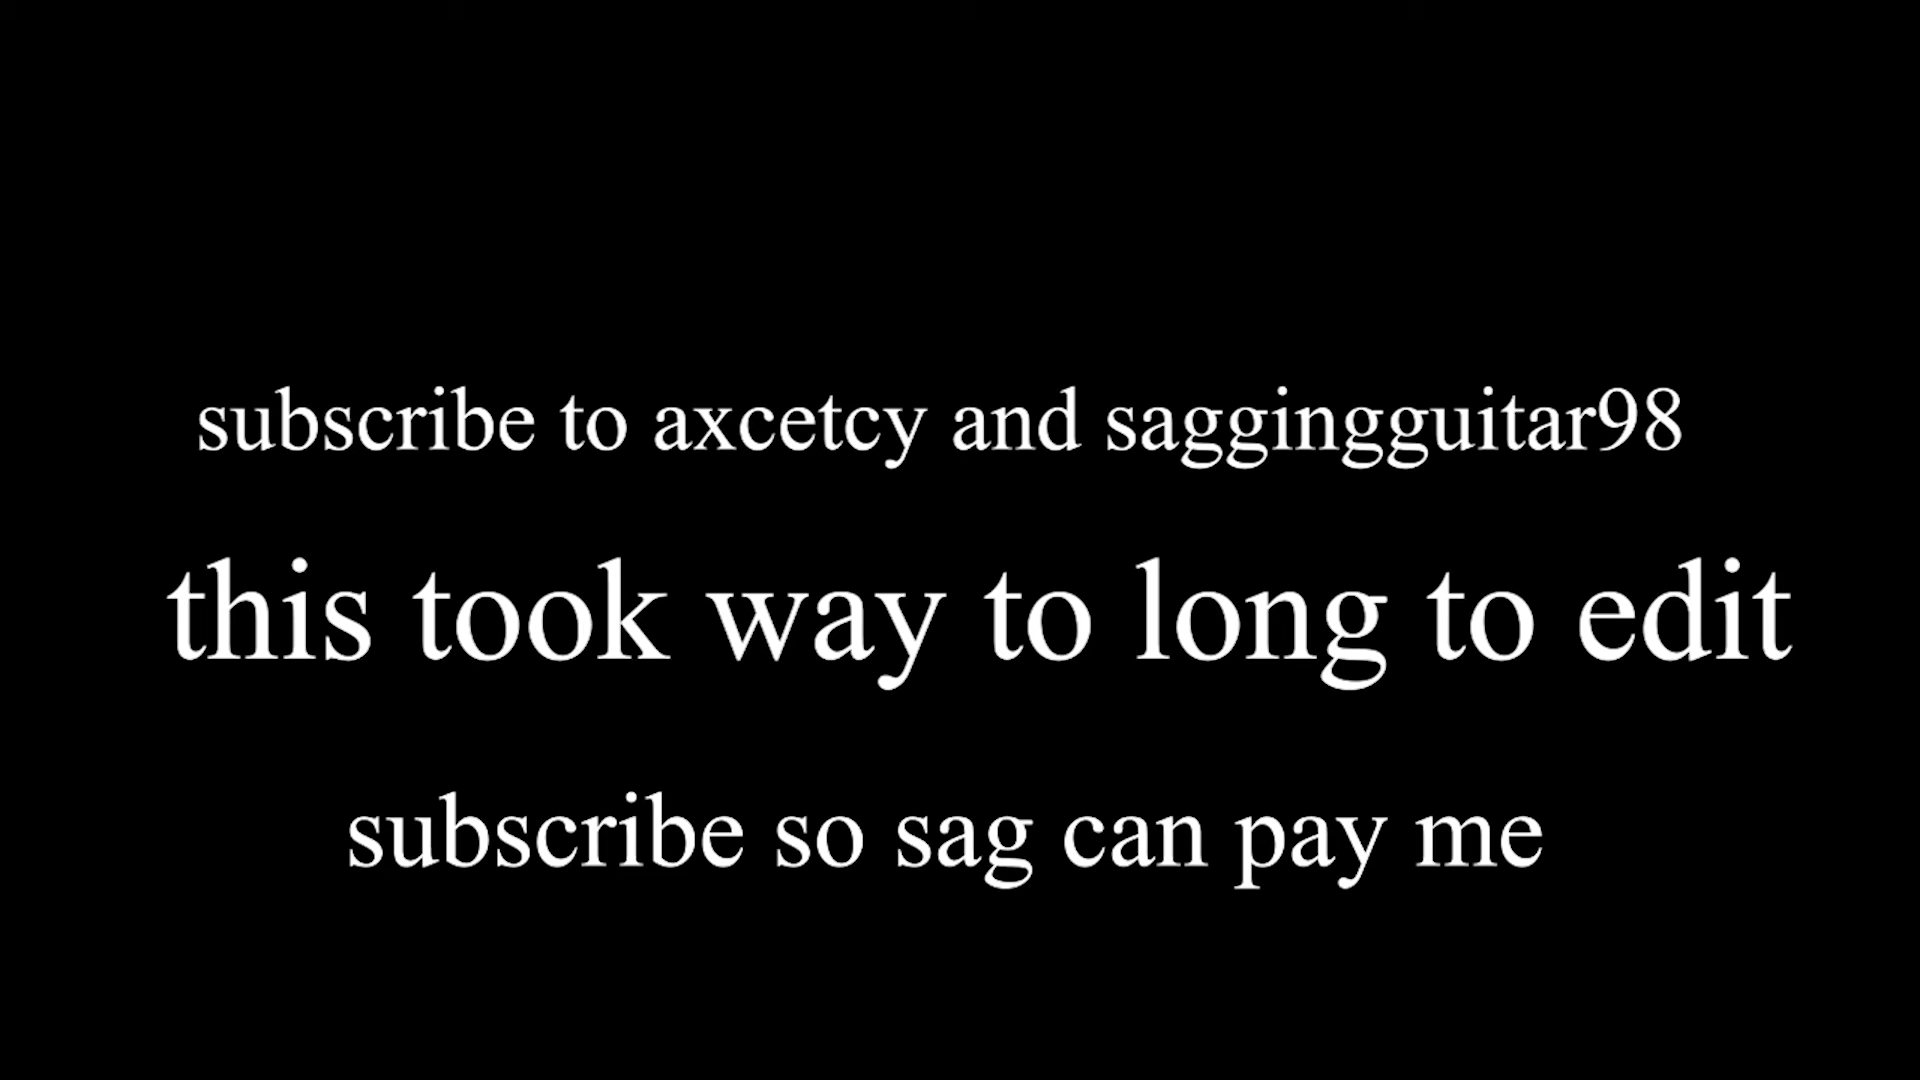 subscribe to axcetcy and saggingguitar98
this took way to long to edit
subscribe so sag can pay me